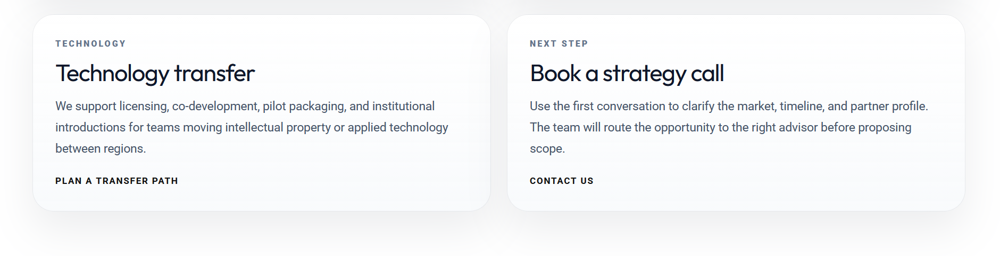 TECHNOLOGY
Technology transfer
We support licensing, co-development, pilot packaging, and institutional
introductions for teams moving intellectual property or applied technology
between regions.
PLAN A TRANSFER PATH
NEXT STEP
Book a strategy call
Use the first conversation to clarify the market, timeline, and partner profile.
The team will route the opportunity to the right advisor before proposing
scope.
CONTACT US